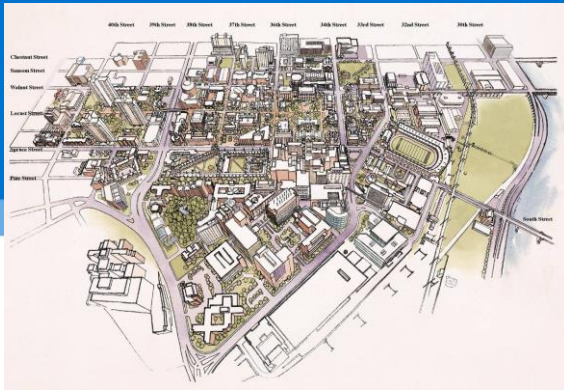 40th Street 39th Street 38th Street 37th Street 36th Street 34th Street 33rd Street 32nd Street 30th Street
Chestnut Street
Sansom Street
Walnut Street
Locust Street
Spruce Street
Pine Street
South Street